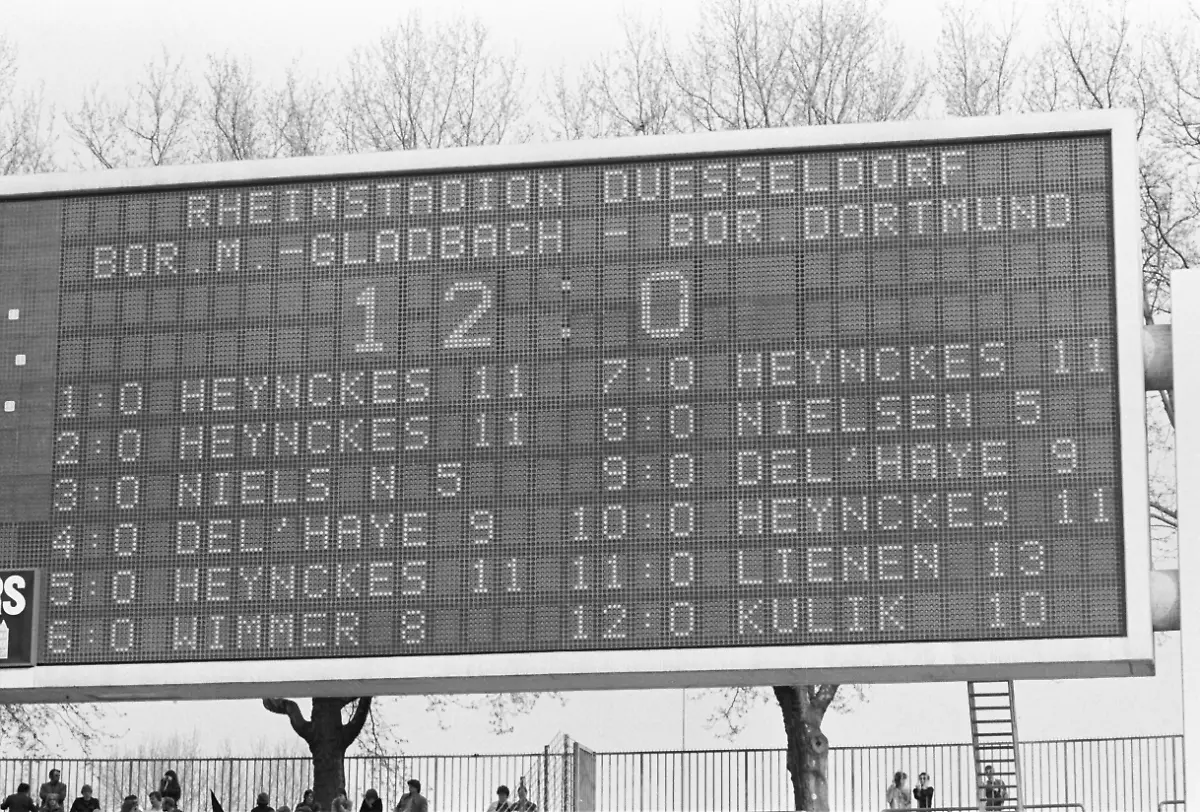 RHEINSTADION DUESSELDORF
BOR.M.-GLADBACH - BOR.DORTMUND
12:0
1:0 HEYNCKES 11 7:0 HEYNCKES 11
2:0 HEYNCKES 11 8:0 NIELSEN 5
3:0 NIELS N 5 9:0 DEL'HAYE 9
4:0 DEL'HAYE 9 10:0 HEYNCKES 11
5:0 HEYNCKES 11 11:0 LIENEN 13
6:0 WIMMER 8 12:0 KULIK 10
RS